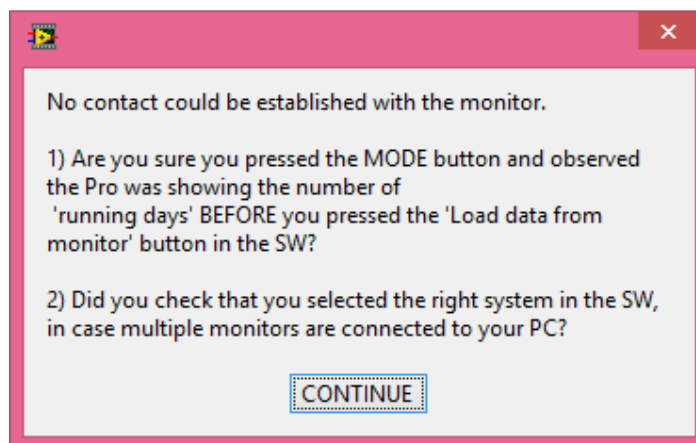 No contact could be established with the monitor.
1) Are you sure you pressed the MODE button and observed
the Pro was showing the number of
'running days' BEFORE you pressed the 'Load data from
monitor' button in the SW?
2) Did you check that you selected the right system in the SW,
in case multiple monitors are connected to your PC?
CONTINUE